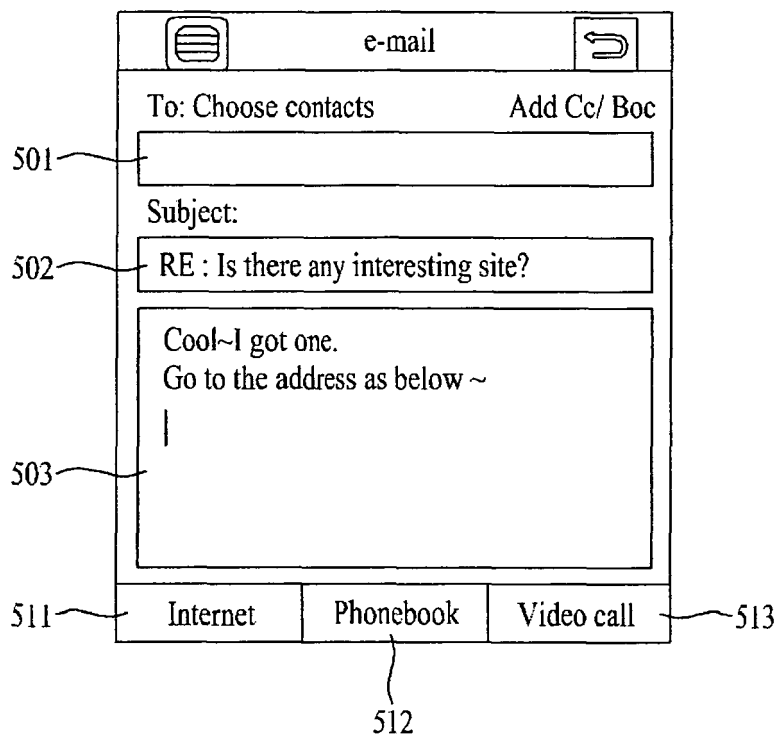 e-mail
To: Choose contacts Add Cc/ Boc
501
Subject:
502 RE : Is there any interesting site?
Cool~I got one.
Go to the address as below ~
503
511 Internet Phonebook Video call 513
512